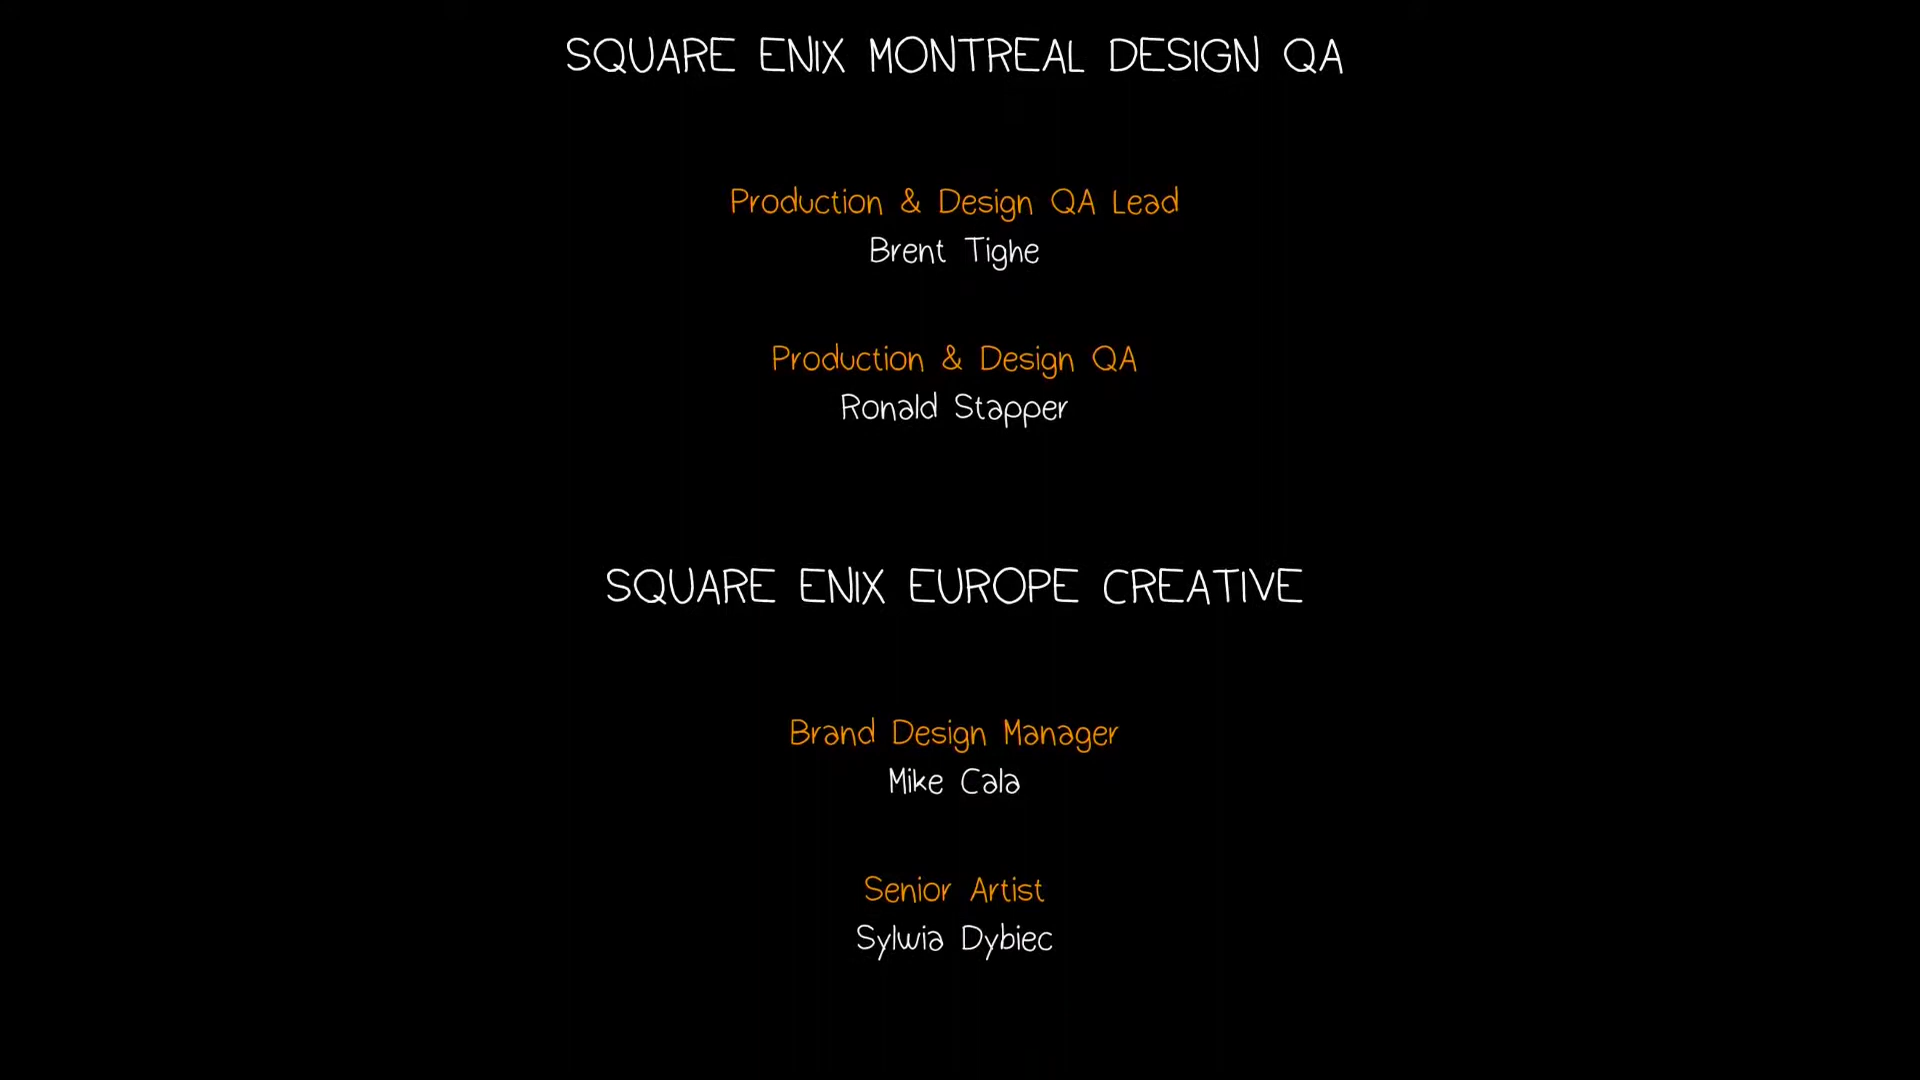 SQUARE ENIX MONTREAL DESIGN QA
Production & Design QA Lead
Brent Tighe
Production & Design QA
Ronald Stapper
SQUARE ENIX EUROPE CREATIVE
Brand Design Manager
Mike Cala
Senior Artist
Sylwia Dybiec